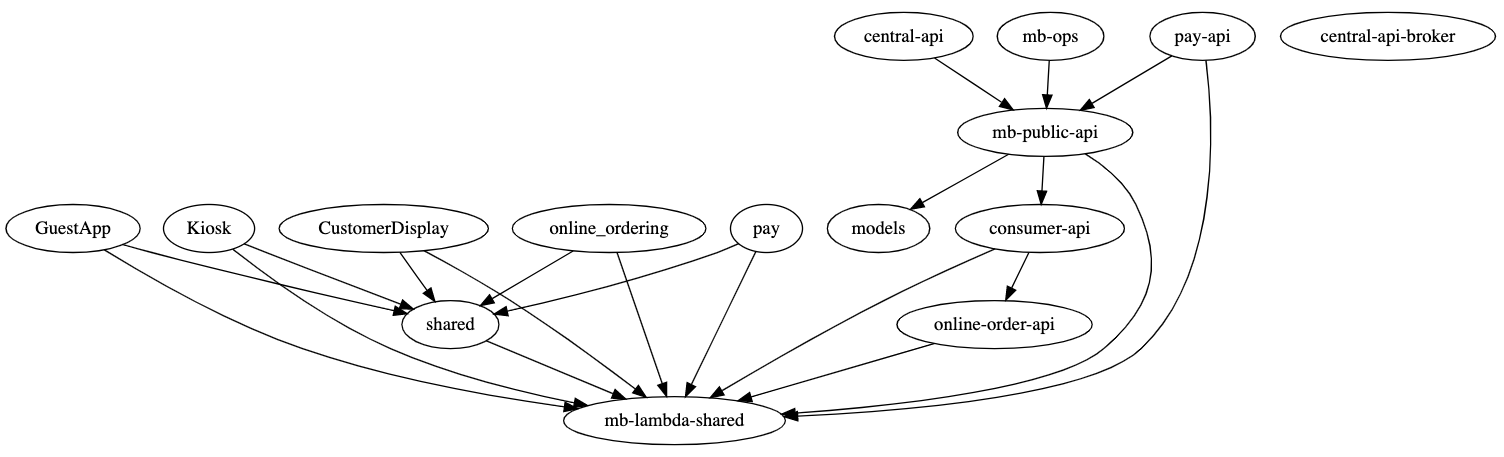 central-api
mb-ops
pay-api
central-api-broker
mb-public-api
GuestApp
Kiosk
CustomerDisplay
online_ordering
pay
models
consumer-api
shared
online-order-api
mb-lambda-shared